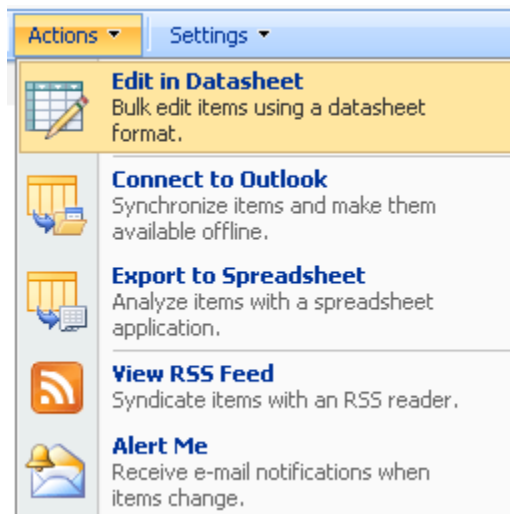 Actions Settings
Edit in Datasheet
Bulk edit items using a datasheet
format.
Connect to Outlook
Synchronize items and make them
available offline.
Export to Spreadsheet
Analyze items with a spreadsheet
application.
View RSS Feed
Syndicate items with an RSS reader.
Alert Me
Receive e-mail notifications when
items change.